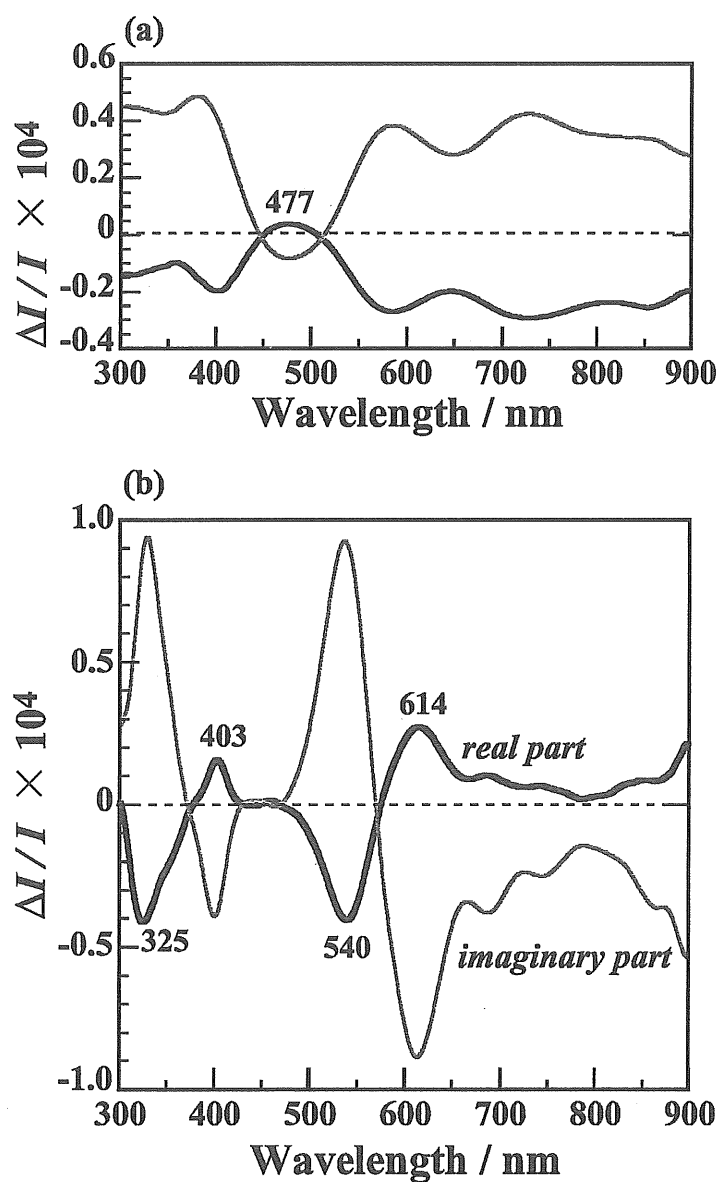 (a)
0.6
0.4
0.2
0
-0.2
-0.4
ΔI/I × 10⁴
477
300 400 500 600 700 800 900
Wavelength / nm
(b)
1.0
0.5
0
-0.5
-1.0
ΔI/I × 10⁴
614
403
real part
325
540
imaginary part
300 400 500 600 700 800 900
Wavelength / nm